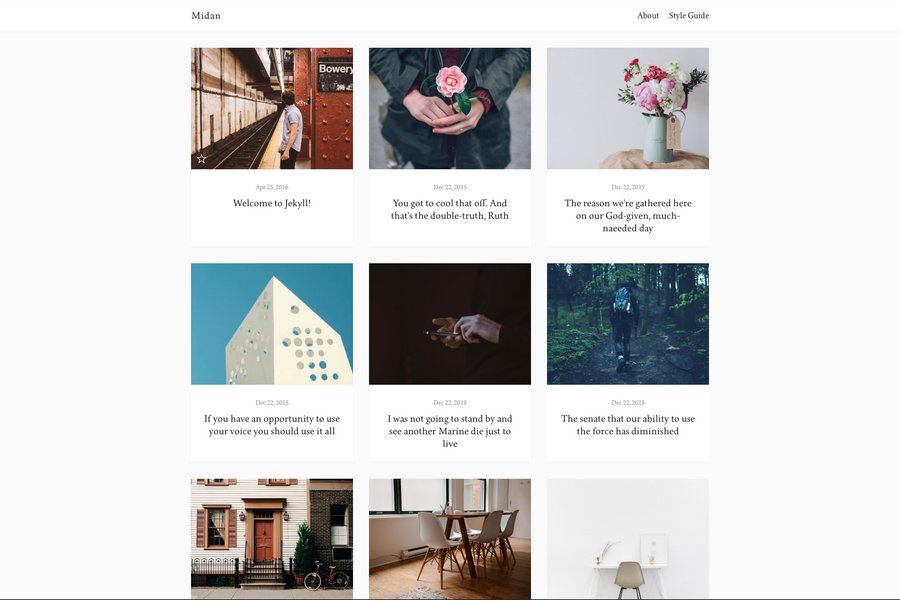 Midan
About Style Guide
Bowery
Apr 25, 2016
Welcome to Jekyll!
Dec 22, 2015
You got to cool that off. And
that's the double-truth, Ruth
Dec 22, 2015
The reason we're gathered here
on our God-given, much-
naeeded day
Dec 22, 2015
If you have an opportunity to use
your voice you should use it all
Dec 22, 2015
I was not going to stand by and
see another Marine die just to
live
Dec 22, 2015
The senate that our ability to use
the force has diminished